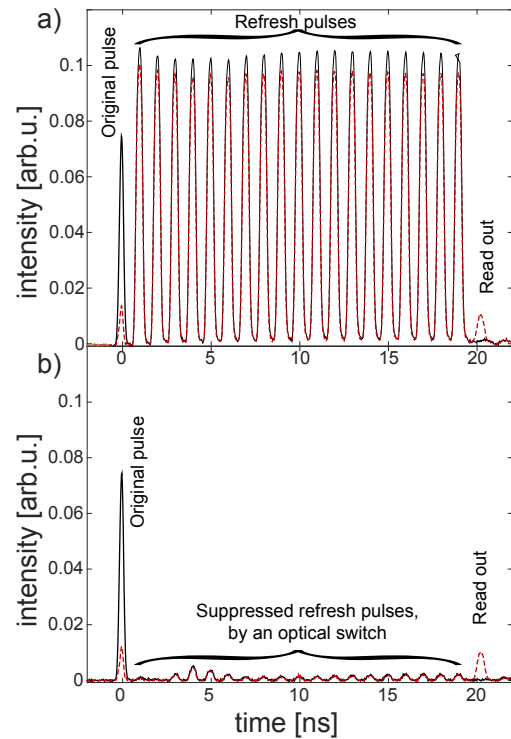 a)
Refresh pulses
Original pulse
Read out
intensity [arb.u.]
0.1
0.08
0.06
0.04
0.02
0
0
5
10
15
20
b)
Original pulse
Suppressed refresh pulses,
by an optical switch
Read out
intensity [arb.u.]
0.1
0.08
0.06
0.04
0.02
0
0
5
10
15
20
time [ns]